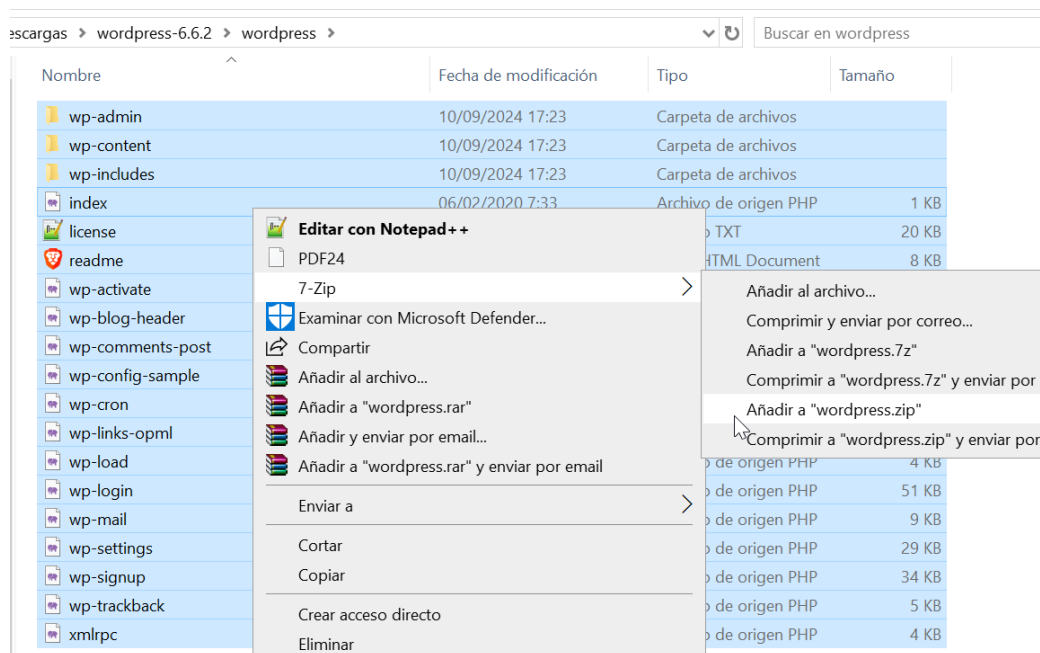 escargas > wordpress-6.6.2 > wordpress > Buscar en wordpress
Nombre Fecha de modificación Tipo Tamaño
wp-admin 10/09/2024 17:23 Carpeta de archivos
wp-content 10/09/2024 17:23 Carpeta de archivos
wp-includes 10/09/2024 17:23 Carpeta de archivos
index 06/02/2020 7:33 Archivo de origen PHP 1 KB
license TXT 20 KB
readme HTML Document 8 KB
wp-activate
wp-blog-header
wp-comments-post
wp-config-sample
wp-cron
wp-links-opml
wp-load de origen PHP 4 KB
wp-login de origen PHP 51 KB
wp-mail de origen PHP 9 KB
wp-settings de origen PHP 29 KB
wp-signup de origen PHP 34 KB
wp-trackback de origen PHP 5 KB
xmlrpc de origen PHP 4 KB
Editar con Notepad++
PDF24
7-Zip
Examinar con Microsoft Defender...
Compartir
Añadir al archivo...
Añadir a "wordpress.rar"
Añadir y enviar por email...
Añadir a "wordpress.rar" y enviar por email
Enviar a
Cortar
Copiar
Crear acceso directo
Eliminar
Añadir al archivo...
Comprimir y enviar por correo...
Añadir a "wordpress.7z"
Comprimir a "wordpress.7z" y enviar por
Añadir a "wordpress.zip"
Comprimir a "wordpress.zip" y enviar por